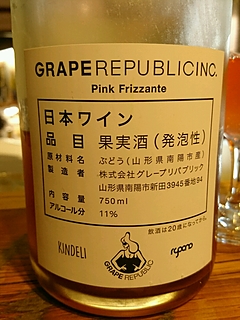 GRAPEREPUBLICINC.
Pink Frizzante
日本ワイン
品目 果実酒(発泡性)
原材料名 ぶどう(山形県南陽市産)
製造者 株式会社グレープリパブリック
山形県南陽市新田3945番地94
内容量 750ml
アルコール分 11%
飲酒は20歳になってから。
KINDELI
GRAPE REPUBLIC